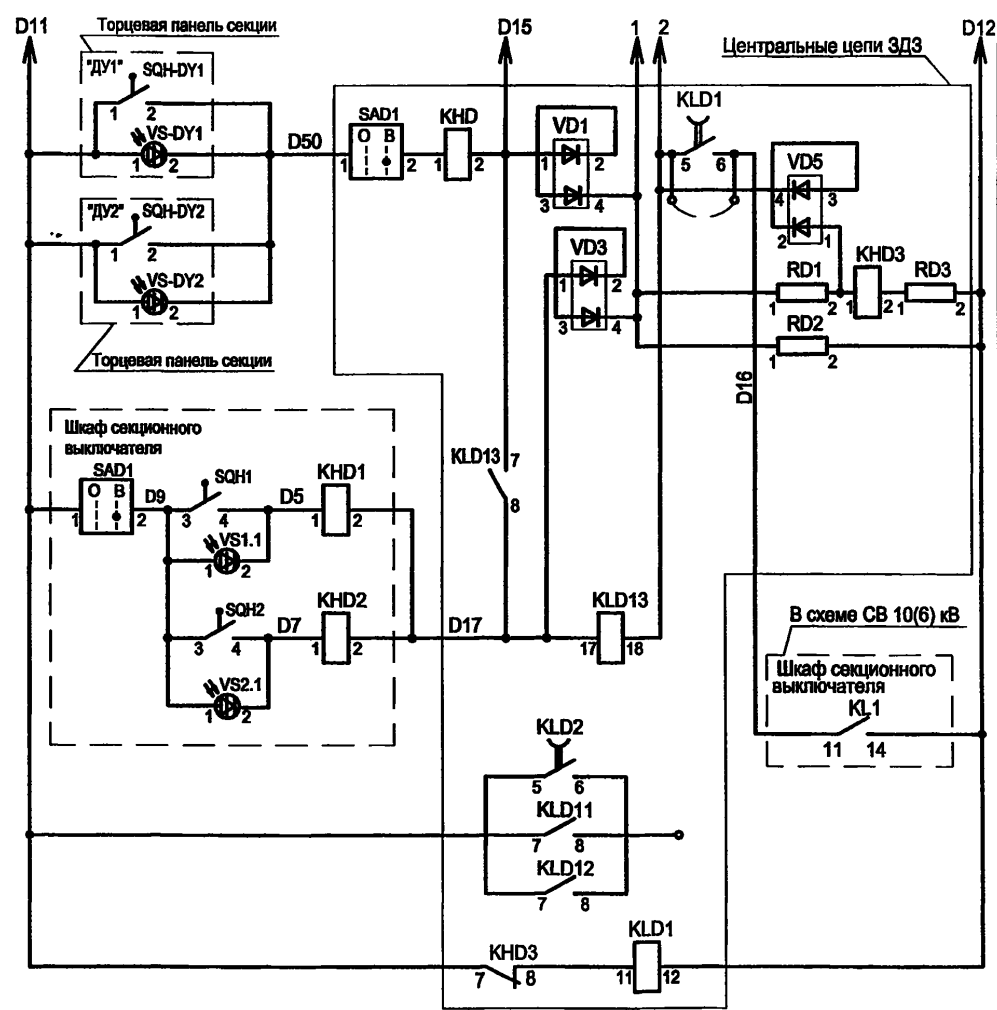 D11
Торцевая панель секции
D15
1
2
D12
Центральные цепи ЗДЗ
"ДУ1"
SQH-DY1
1
2
VS-DY1
1
2
D50
SAD1
O
B
1
2
KHD
1
2
VD1
1
2
3
4
KLD1
5
6
VD5
4
3
2
1
"ДУ2"
SQH-DY2
1
2
VS-DY2
1
2
Торцевая панель секции
VD3
1
2
3
4
RD1
1
2
KHD3
1
2
RD3
1
2
RD2
1
2
D16
Шкаф секционного
выключателя
SAD1
O
B
1
2
D9
SQH1
3
4
D5
KHD1
1
2
VS1.1
1
2
KLD13
7
8
SQH2
3
4
D7
KHD2
1
2
VS2.1
1
2
D17
KLD13
17
18
В схеме СВ 10(6) кВ
Шкаф секционного
выключателя
KL1
11
14
KLD2
5
6
KLD11
7
8
KLD12
7
8
KHD3
7
8
KLD1
11
12